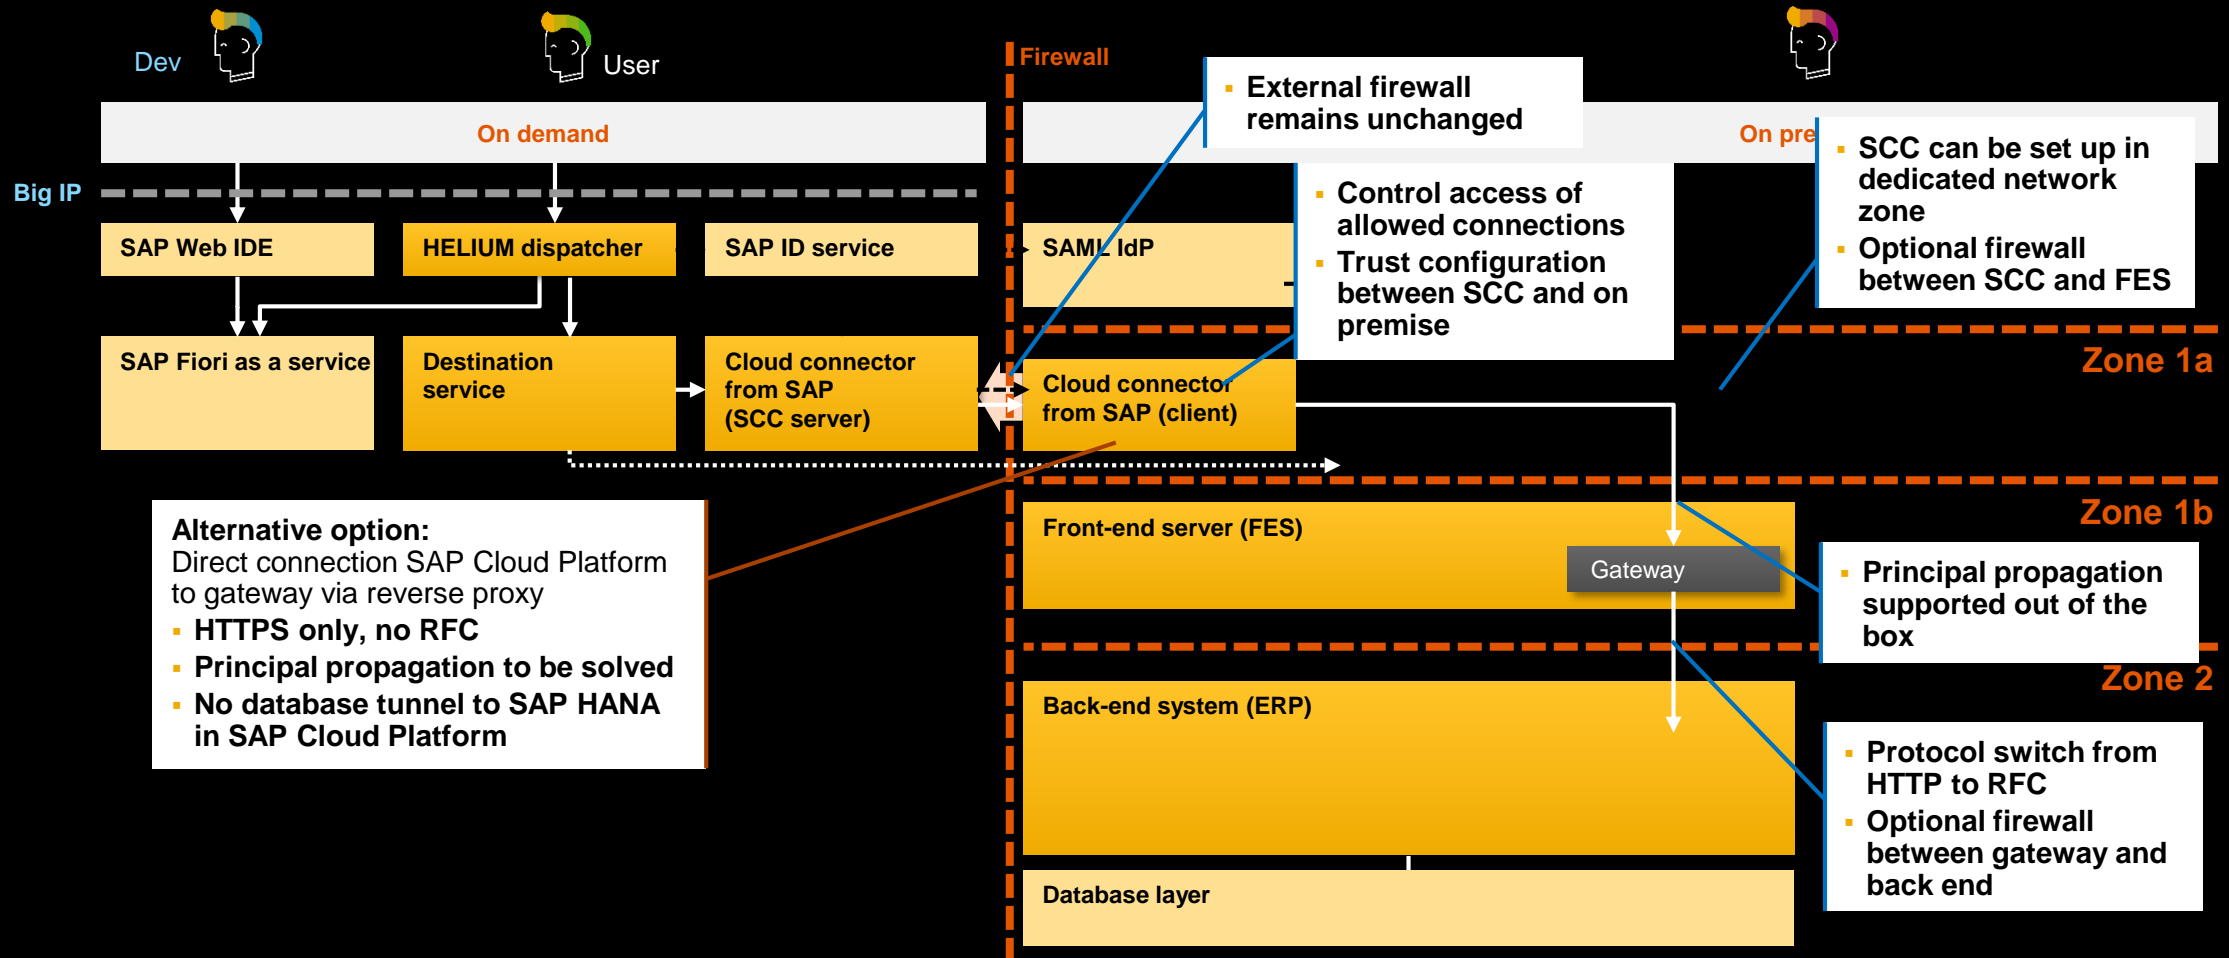 Dev
User
Firewall
On demand
On pre
External firewall
remains unchanged
SCC can be set up in
dedicated network
zone
Optional firewall
between SCC and FES
Control access of
allowed connections
Trust configuration
between SCC and on
premise
Big IP
SAP Web IDE
HELIUM dispatcher
SAP ID service
SAML IdP
Zone 1a
SAP Fiori as a service
Destination
service
Cloud connector
from SAP
(SCC server)
Cloud connector
from SAP (client)
Zone 1b
Alternative option:
Direct connection SAP Cloud Platform
to gateway via reverse proxy
HTTPS only, no RFC
Principal propagation to be solved
No database tunnel to SAP HANA
in SAP Cloud Platform
Front-end server (FES)
Gateway
Principal propagation
supported out of the
box
Zone 2
Back-end system (ERP)
Protocol switch from
HTTP to RFC
Optional firewall
between gateway and
back end
Database layer